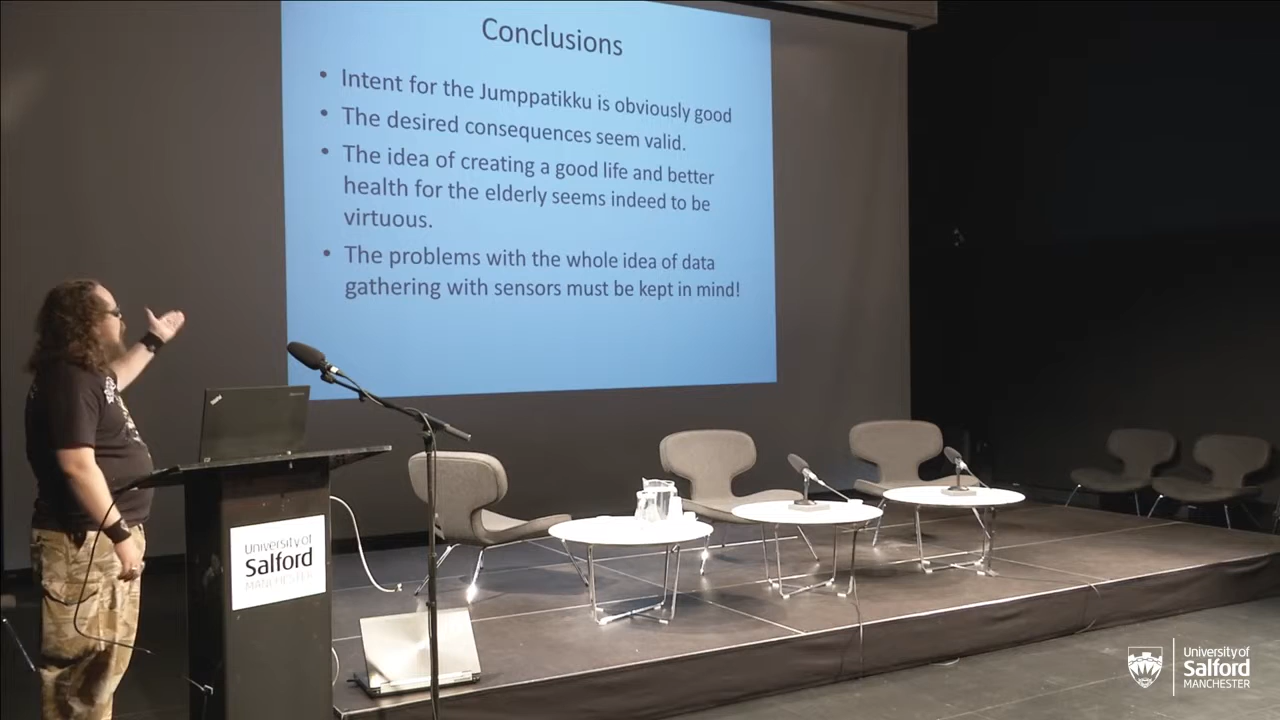 Conclusions
• Intent for the Jumppatikku is obviously good
• The desired consequences seem valid.
• The idea of creating a good life and better
health for the elderly seems indeed to be
virtuous.
• The problems with the whole idea of data
gathering with sensors must be kept in mind!
University of
Salford
MANCHESTER
University of
Salford
MANCHESTER